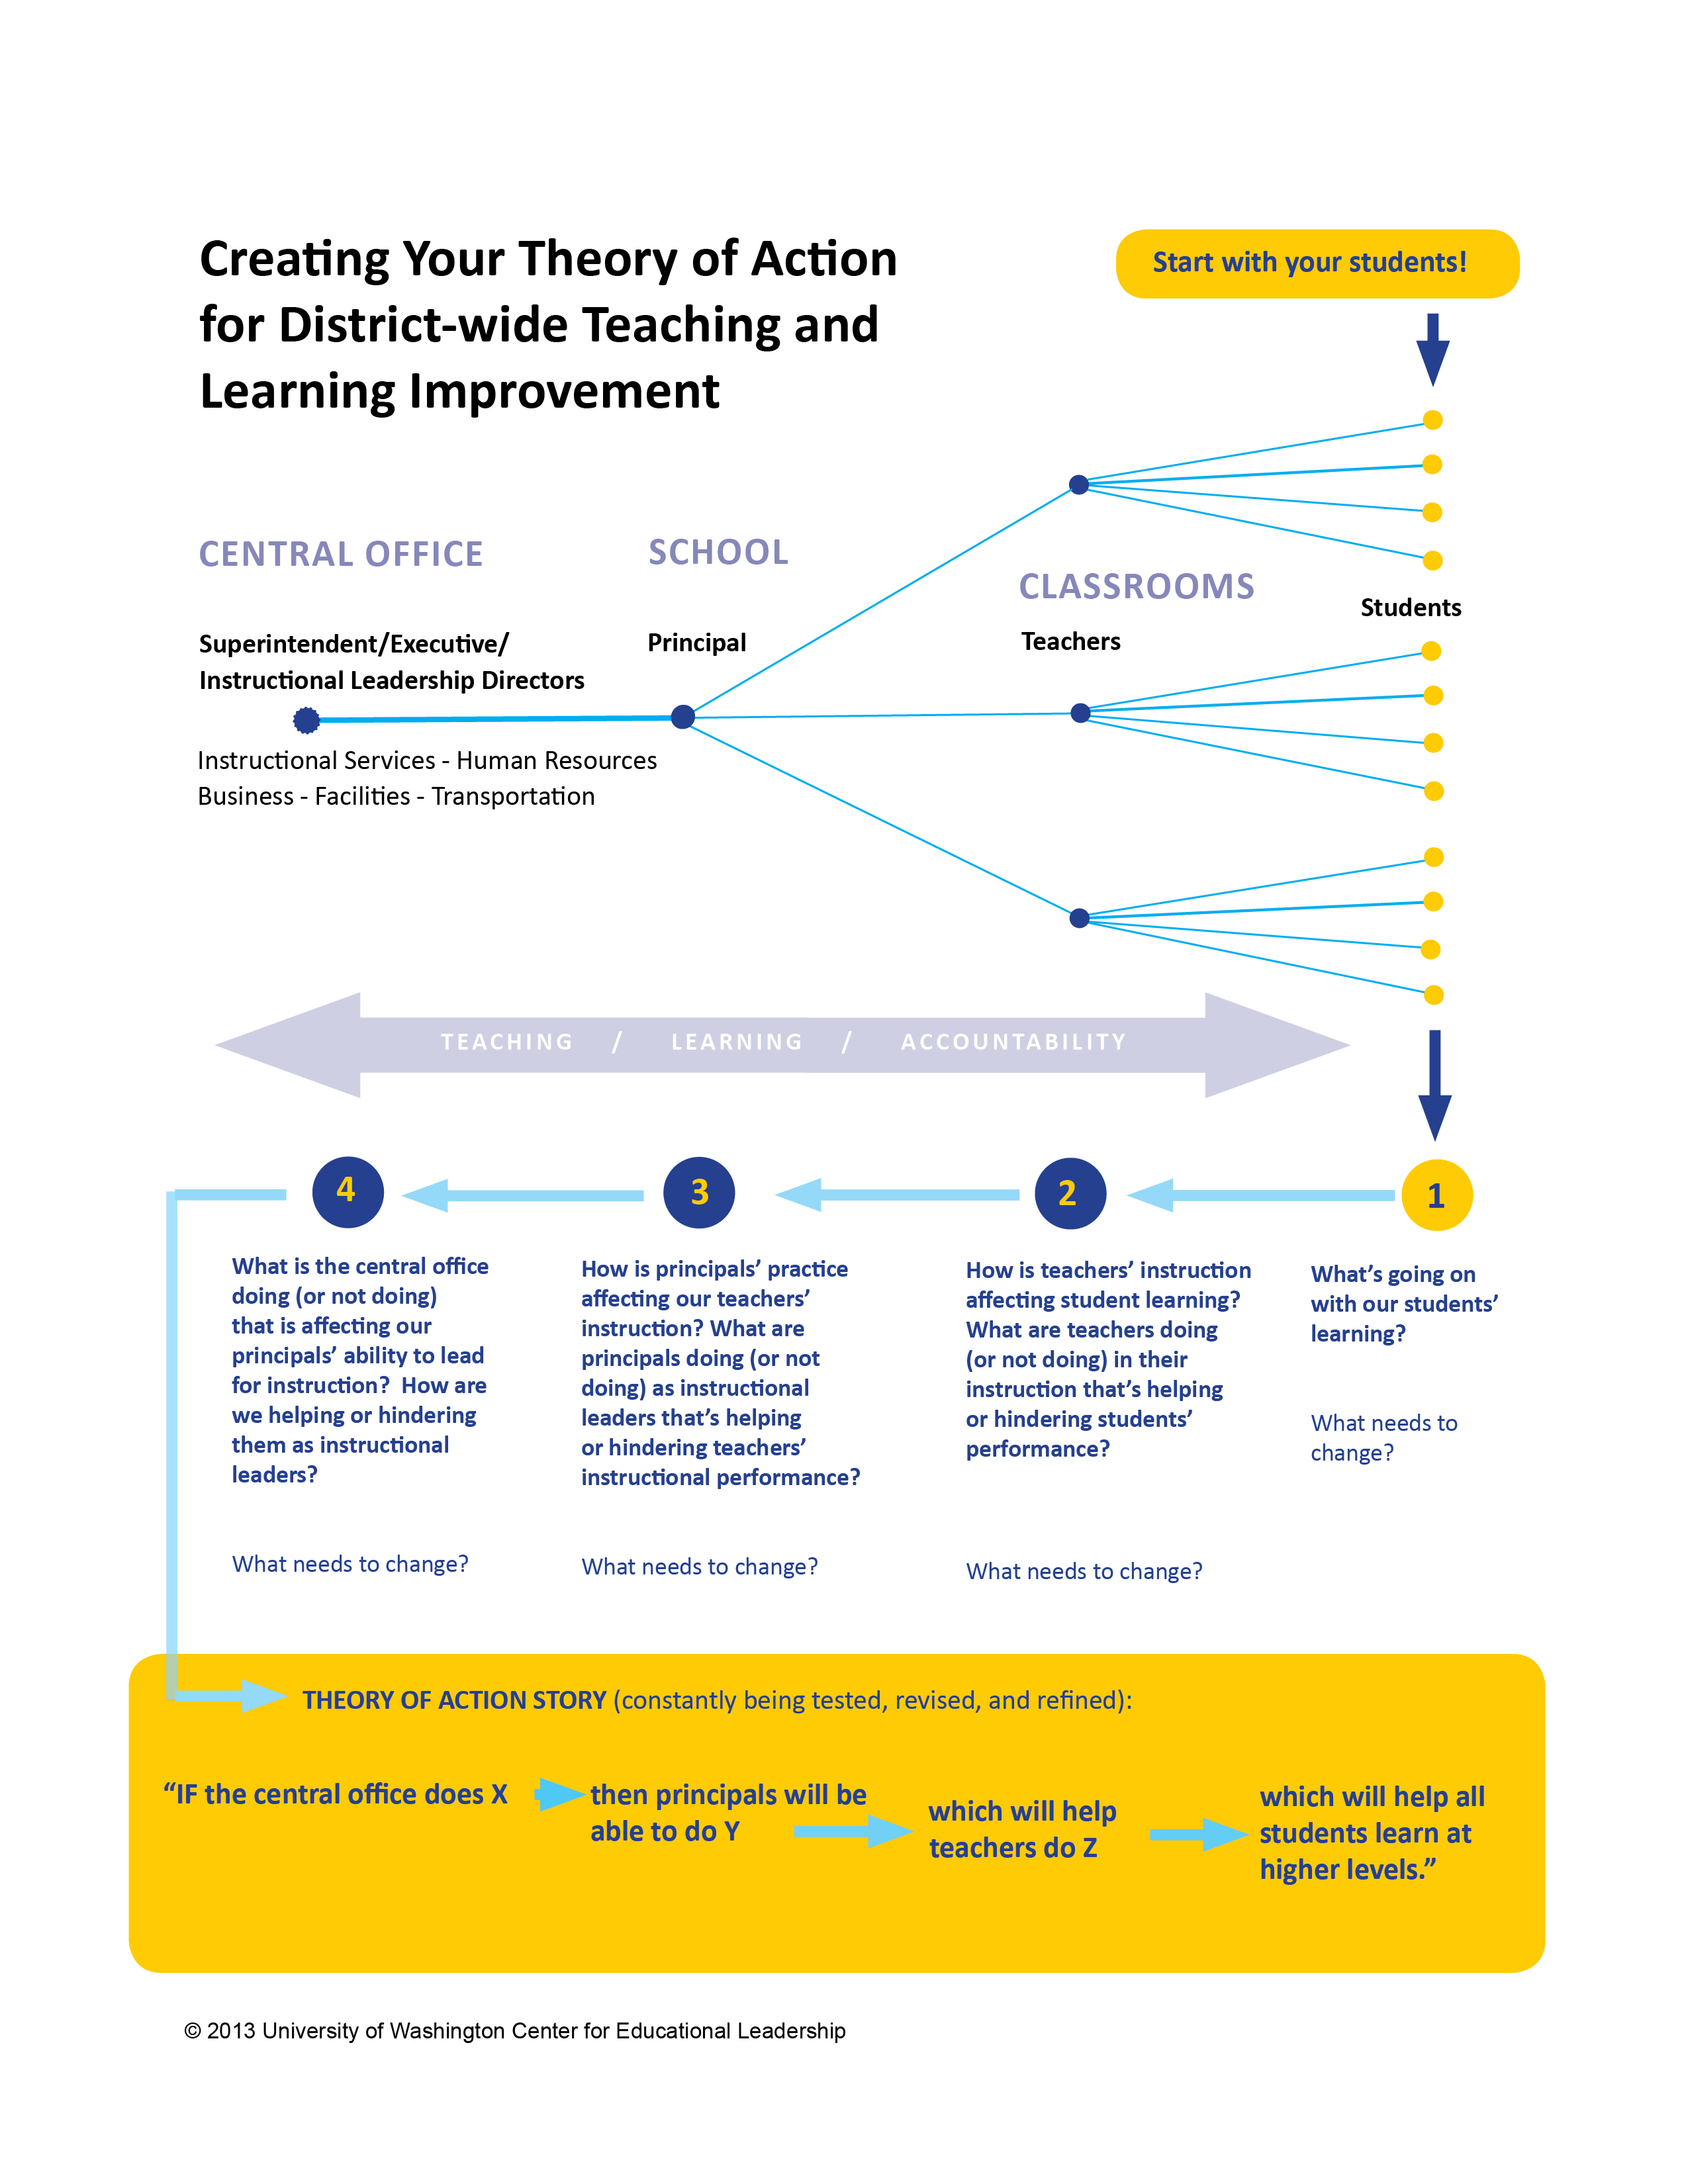 Creating Your Theory of Action
for District-wide Teaching and
Learning Improvement
Start with your students!
CENTRAL OFFICE
Superintendent/Executive/
Instructional Leadership Directors
Instructional Services - Human Resources
Business - Facilities - Transportation
SCHOOL
Principal
CLASSROOMS
Teachers
Students
TEACHING / LEARNING / ACCOUNTABILITY
4
What is the central office
doing (or not doing)
that is affecting our
principals’ ability to lead
for instruction?  How are
we helping or hindering
them as instructional
leaders?
What needs to change?
3
How is principals’ practice
affecting our teachers’
instruction? What are
principals doing (or not
doing) as instructional
leaders that’s helping
or hindering teachers’
instructional performance?
What needs to change?
2
How is teachers’ instruction
affecting student learning?
What are teachers doing
(or not doing) in their
instruction that’s helping
or hindering students’
performance?
What needs to change?
1
What’s going on
with our students’
learning?
What needs to
change?
THEORY OF ACTION STORY (constantly being tested, revised, and refined):
“IF the central office does X
then principals will be
able to do Y
which will help
teachers do Z
which will help all
students learn at
higher levels.”
© 2013 University of Washington Center for Educational Leadership